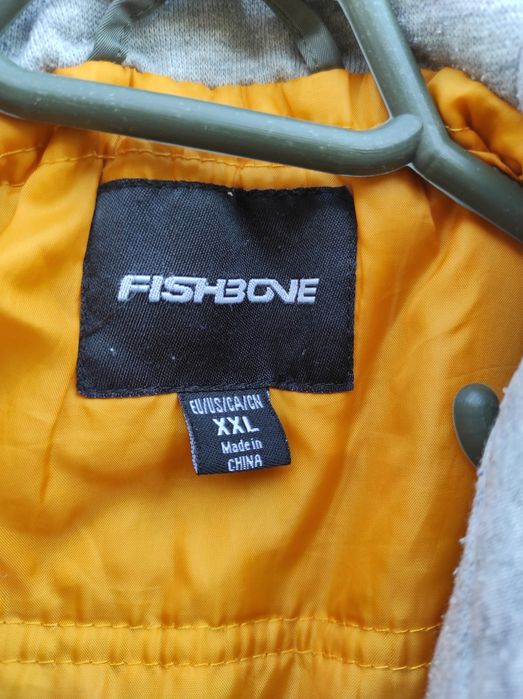 FISHBONE
EU/US/CA/CN
XXL
Made in
CHINA